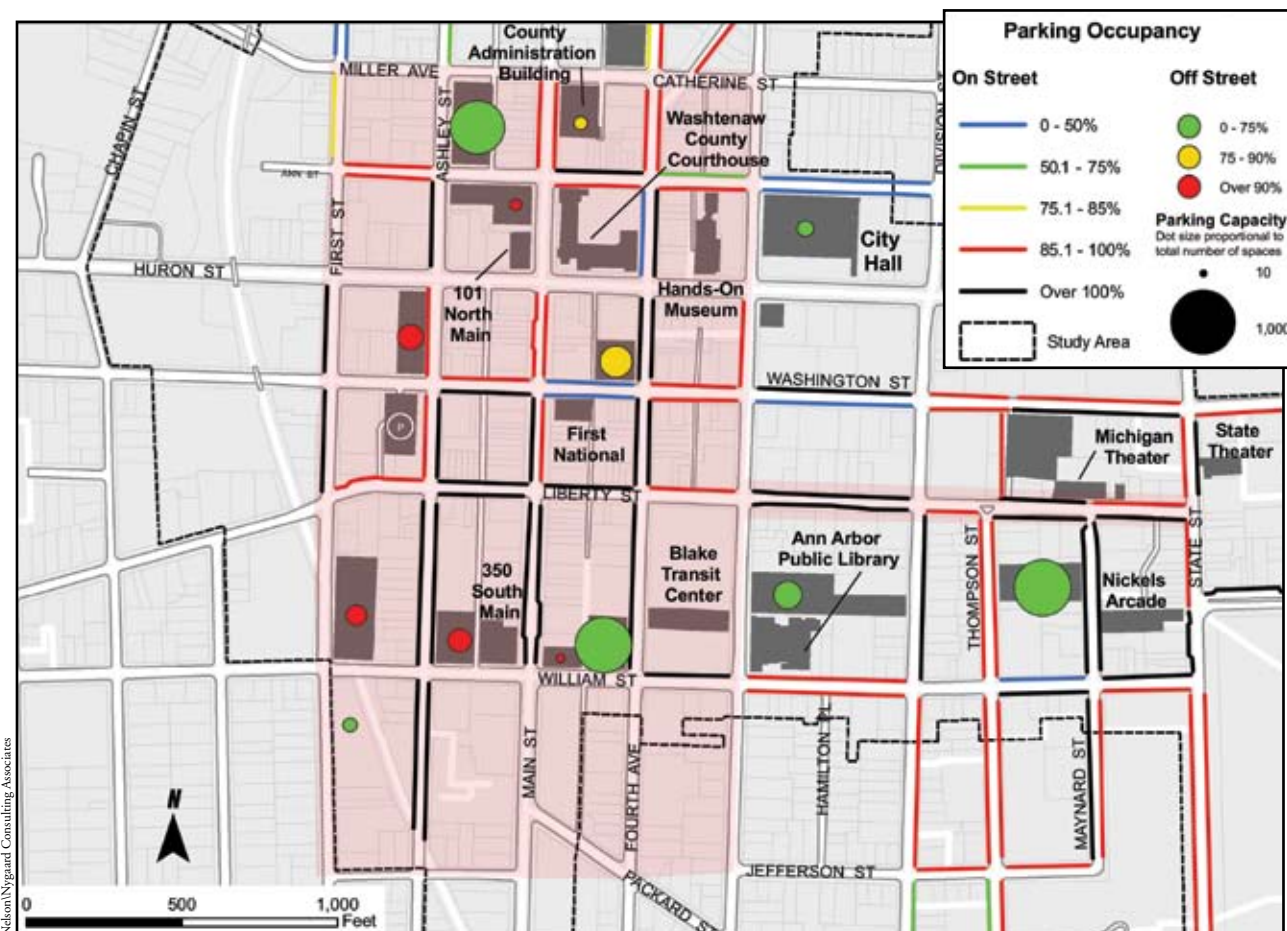 Parking Occupancy
On Street
0 - 50%
50.1 - 75%
75.1 - 85%
85.1 - 100%
Over 100%
Study Area
Off Street
0 - 75%
75 - 90%
Over 90%
Parking Capacity
Dot size proportional to
total number of spaces
10
1,000
County
Administration
Building
MILLER AVE
CATHERINE ST
DIVISION ST
CHAPIN ST
ASHLEY ST
Washtenaw
County
Courthouse
ANN ST
FIRST ST
City
Hall
HURON ST
101
North
Main
Hands-On
Museum
WASHINGTON ST
P
First
National
Michigan
Theater
State
Theater
LIBERTY ST
350
South
Main
Blake
Transit
Center
Ann Arbor
Public Library
THOMPSON ST
Nickels
Arcade
STATE ST
WILLIAM ST
MAIN ST
FOURTH AVE
HAMILTON PL
MAYNARD ST
JEFFERSON ST
PACKARD ST
N
0 500 1,000
Feet
Nelson\Nygaard Consulting Associates